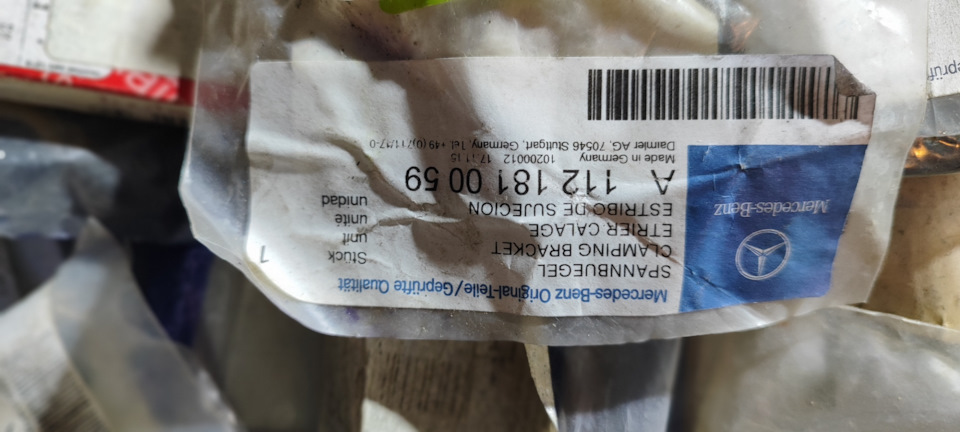 Mercedes-Benz
Mercedes-Benz Original-Teile/Geprüfte Qualität
SPANNBUEGEL
CLAMPING BRACKET
ETRIER CALAGE
ESTRIBO DE SUJECION
Stück
unit
unité
unidad
1
A 112 181 00 59
10200012 17.11.15
Made in Germany
Daimler AG, 70546 Stuttgart, Germany, Tel. +49 (0)711/17-0